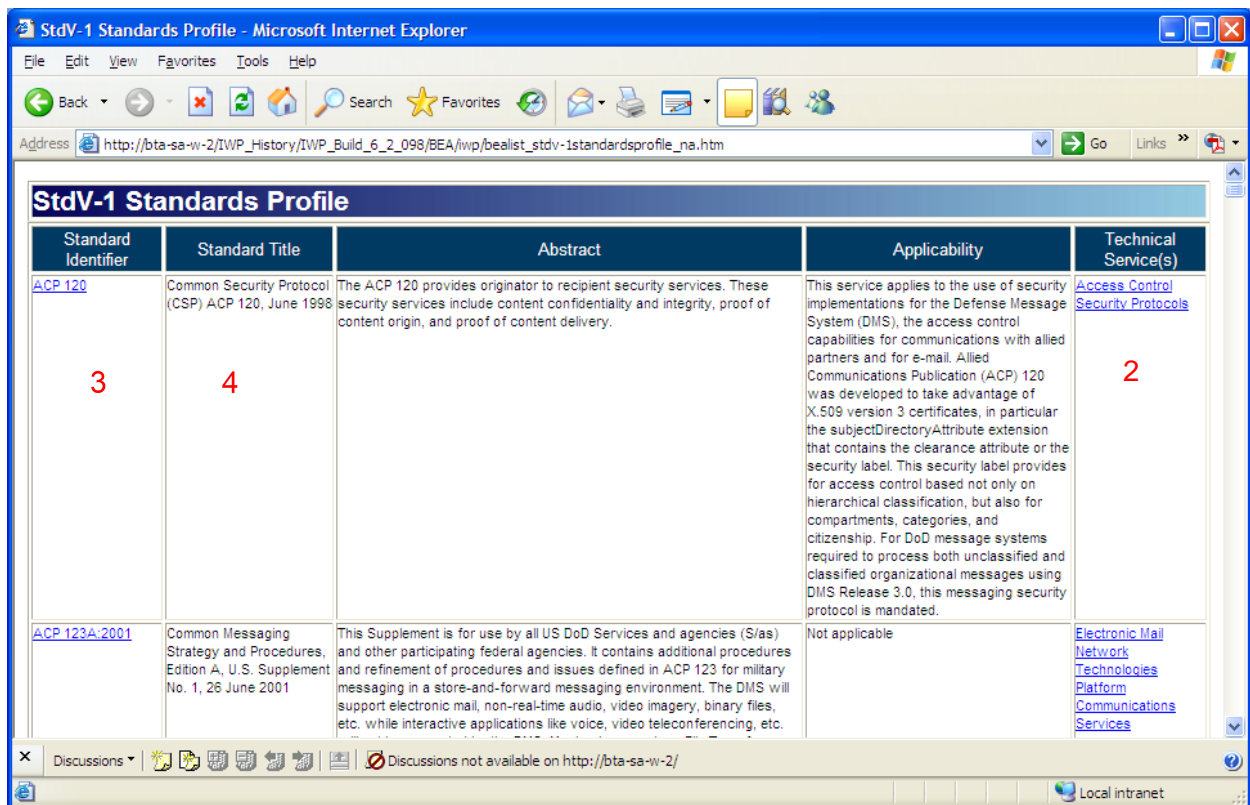 StdV-1 Standards Profile - Microsoft Internet Explorer
File Edit View Favorites Tools Help
Back Search Favorites
Address http://bta-sa-w-2/IWP_History/IWP_Build_6_2_098/BEA/iwp/bealist_stdv-1standardsprofile_na.htm Go Links »
StdV-1 Standards Profile
Standard
Identifier
Standard Title
Abstract
Applicability
Technical
Service(s)
ACP 120
Common Security Protocol
(CSP) ACP 120, June 1998
The ACP 120 provides originator to recipient security services. These
security services include content confidentiality and integrity, proof of
content origin, and proof of content delivery.
This service applies to the use of security
implementations for the Defense Message
System (DMS), the access control
capabilities for communications with allied
partners and for e-mail. Allied
Communications Publication (ACP) 120
was developed to take advantage of
X.509 version 3 certificates, in particular
the subjectDirectoryAttribute extension
that contains the clearance attribute or the
security label. This security label provides
for access control based not only on
hierarchical classification, but also for
compartments, categories, and
citizenship. For DoD message systems
required to process both unclassified and
classified organizational messages using
DMS Release 3.0, this messaging security
protocol is mandated.
Access Control
Security Protocols
3
4
2
ACP 123A:2001
Common Messaging
Strategy and Procedures,
Edition A, U.S. Supplement
No. 1, 26 June 2001
This Supplement is for use by all US DoD Services and agencies (S/as)
and other participating federal agencies. It contains additional procedures
and refinement of procedures and issues defined in ACP 123 for military
messaging in a store-and-forward messaging environment. The DMS will
support electronic mail, non-real-time audio, video imagery, binary files,
etc. while interactive applications like voice, video teleconferencing, etc.
Not applicable
Electronic Mail
Network
Technologies
Platform
Communications
Services
Discussions Discussions not available on http://bta-sa-w-2/
Local intranet